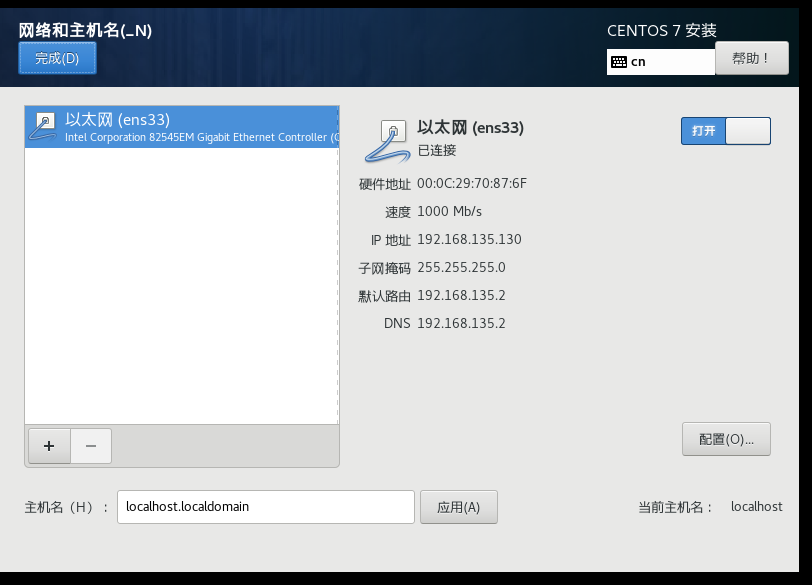 网络和主机名(_N)
CENTOS 7 安装
完成(D)
cn
帮助！
以太网 (ens33)
Intel Corporation 82545EM Gigabit Ethernet Controller (
以太网 (ens33)
已连接
打开
硬件地址 00:0C:29:70:87:6F
速度 1000 Mb/s
IP 地址 192.168.135.130
子网掩码 255.255.255.0
默认路由 192.168.135.2
DNS 192.168.135.2
配置(O)...
主机名（H）： localhost.localdomain
应用(A)
当前主机名： localhost